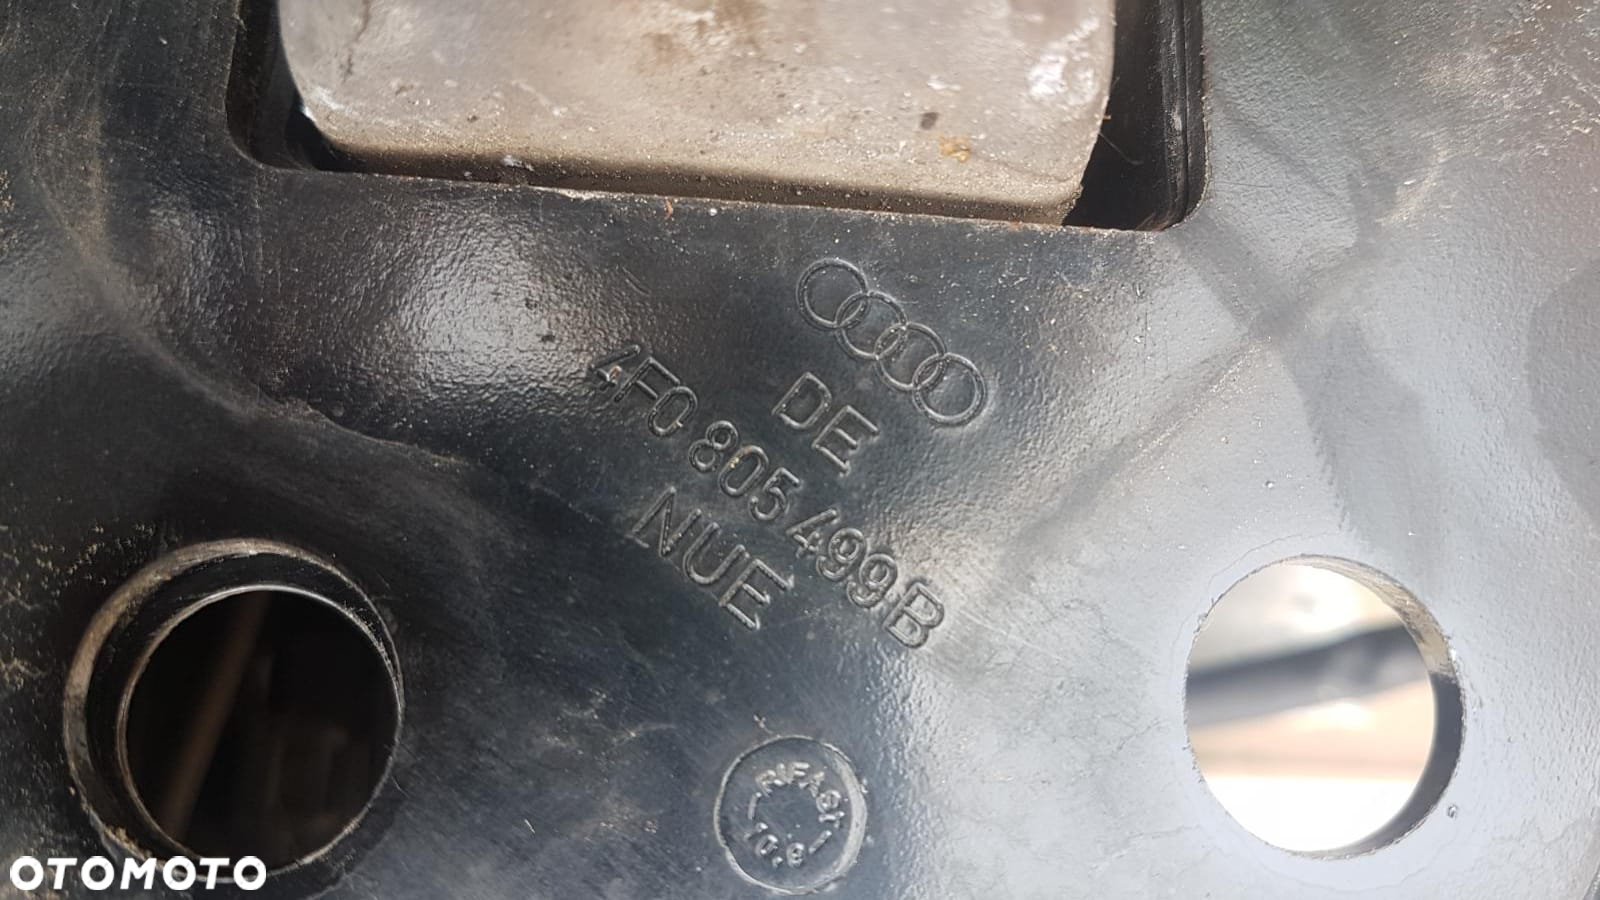 DE
4F0 805 499 B
NUE
OTOMOTO